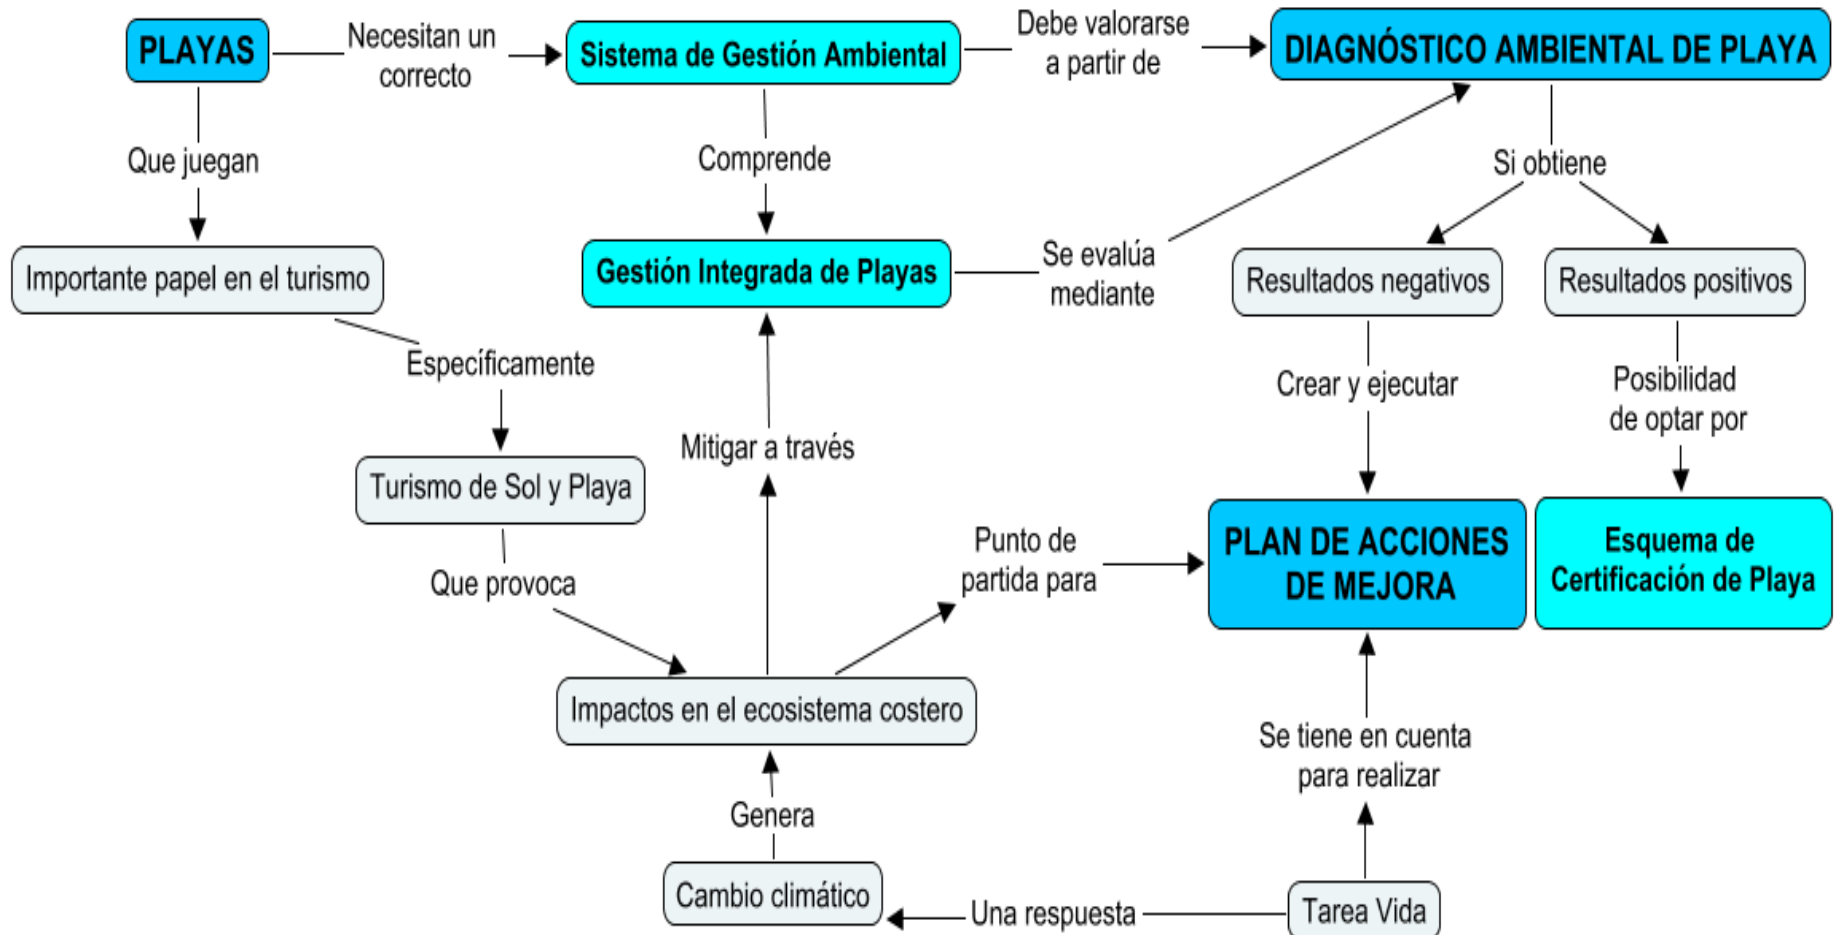 PLAYAS
Necesitan un
correcto
Sistema de Gestión Ambiental
Debe valorarse
a partir de
DIAGNÓSTICO AMBIENTAL DE PLAYA
Que juegan
Comprende
Si obtiene
Importante papel en el turismo
Gestión Integrada de Playas
Se evalúa
mediante
Resultados negativos
Resultados positivos
Específicamente
Mitigar a través
Crear y ejecutar
Posibilidad
de optar por
Turismo de Sol y Playa
Que provoca
Punto de
partida para
PLAN DE ACCIONES
DE MEJORA
Esquema de
Certificación de Playa
Impactos en el ecosistema costero
Se tiene en cuenta
para realizar
Genera
Cambio climático
Una respuesta
Tarea Vida